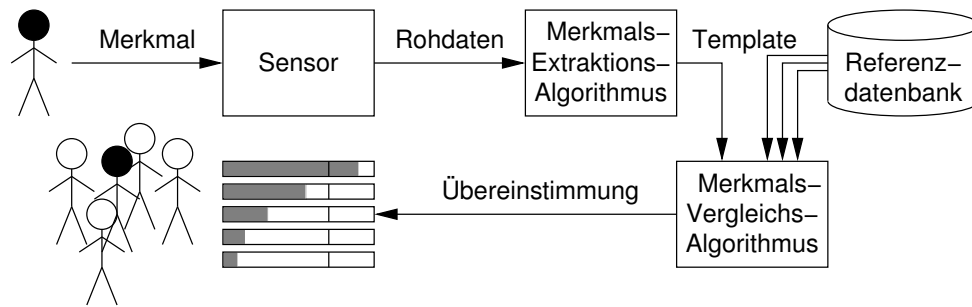 Merkmal
Sensor
Rohdaten
Merkmals–
Extraktions–
Algorithmus
Template
Referenz–
datenbank
Übereinstimmung
Merkmals–
Vergleichs–
Algorithmus